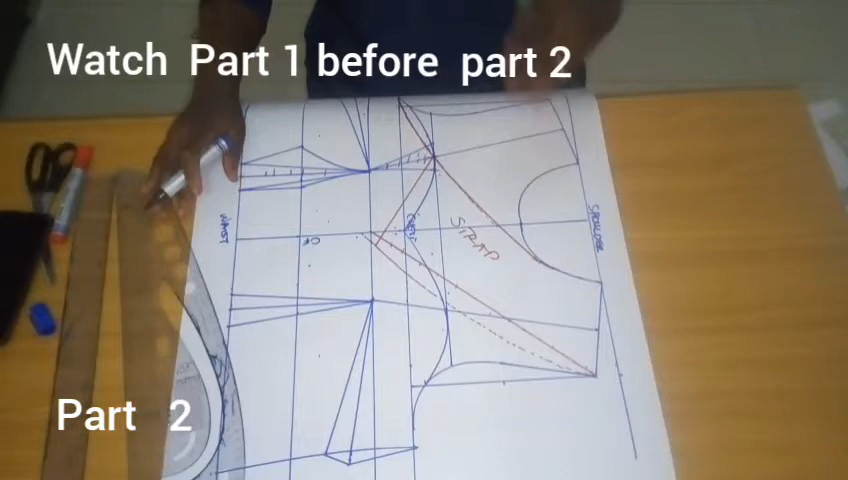 Watch Part 1 before part 2
SHOULDER
STRAP
WAIST
Part 2